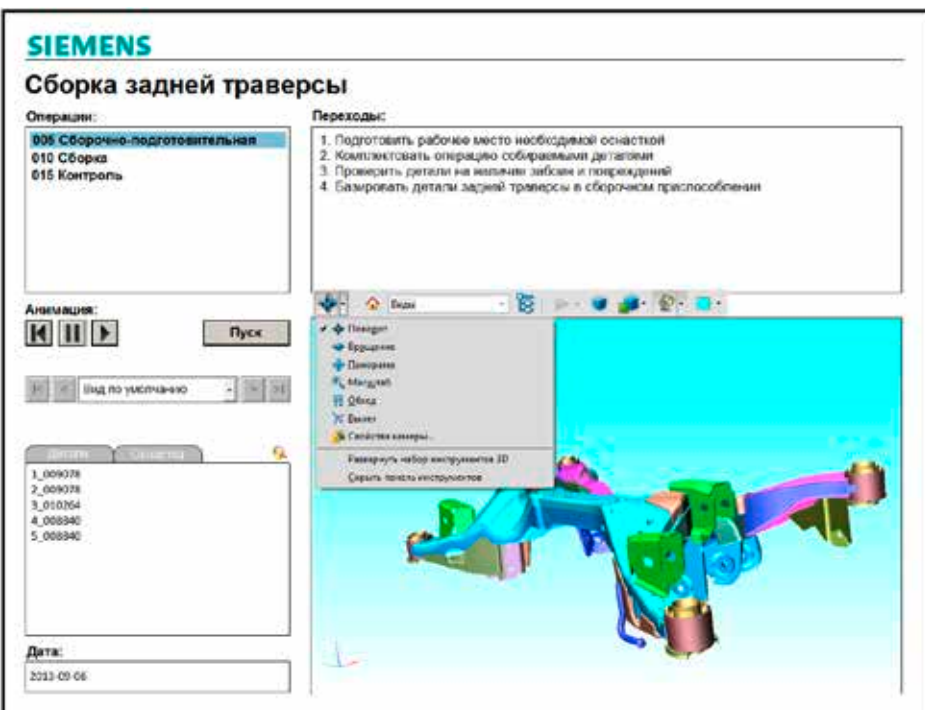 SIEMENS
Сборка задней траверсы
Операции:
005 Сборочно-подготовительная
010 Сборка
015 Контроль
Переходы:
1. Подготовить рабочее место необходимой оснасткой
2. Комплектовать операцию собираемыми деталями
3. Проверить детали на наличии забоин и повреждений
4. Базировать детали задней траверсы в сборочном приспособлении
Анимация:
Пуск
Вид по умолчанию
Детали
Свойства
1_009078
2_009078
3_010264
4_008840
5_008840
Дата:
2013-09-06
Виды
Поворот
Вращение
Панорама
Масштаб
Обход
Вылет
Свойства камеры...
Развернуть набор инструментов 3D
Скрыть панель инструментов